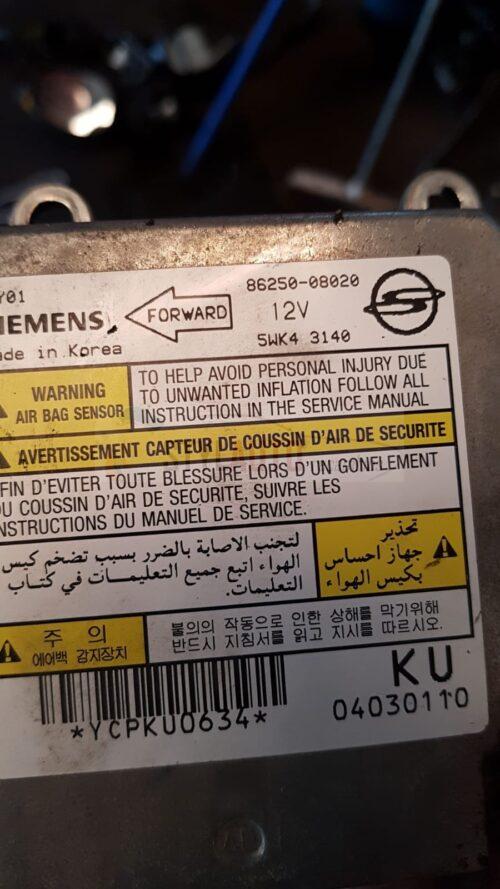 Y01
IEMENS
FORWARD
86250-08020
12V
5WK4 3140
ade in Korea
WARNING
AIR BAG SENSOR
TO HELP AVOID PERSONAL INJURY DUE
TO UNWANTED INFLATION FOLLOW ALL
INSTRUCTION IN THE SERVICE MANUAL
AVERTISSEMENT CAPTEUR DE COUSSIN D'AIR DE SECURITE
FIN D'EVITER TOUTE BLESSURE LORS D'UN GONFLEMENT
U COUSSIN D'AIR DE SECURITE, SUIVRE LES
NSTRUCTIONS DU MANUEL DE SERVICE.
لتجنب الاصابة بالضرر بسبب تضخم كيس
الهواء اتبع جميع التعليمات في كتاب
التعليمات.
تحذير
جهاز احساس
بكيس الهواء
주 의
에어백 감지장치
불의의 작동으로 인한 상해를 막기위해
반드시 지침서를 읽고 지시를 따르시오.
KU
*YCPKU0634*
04030110